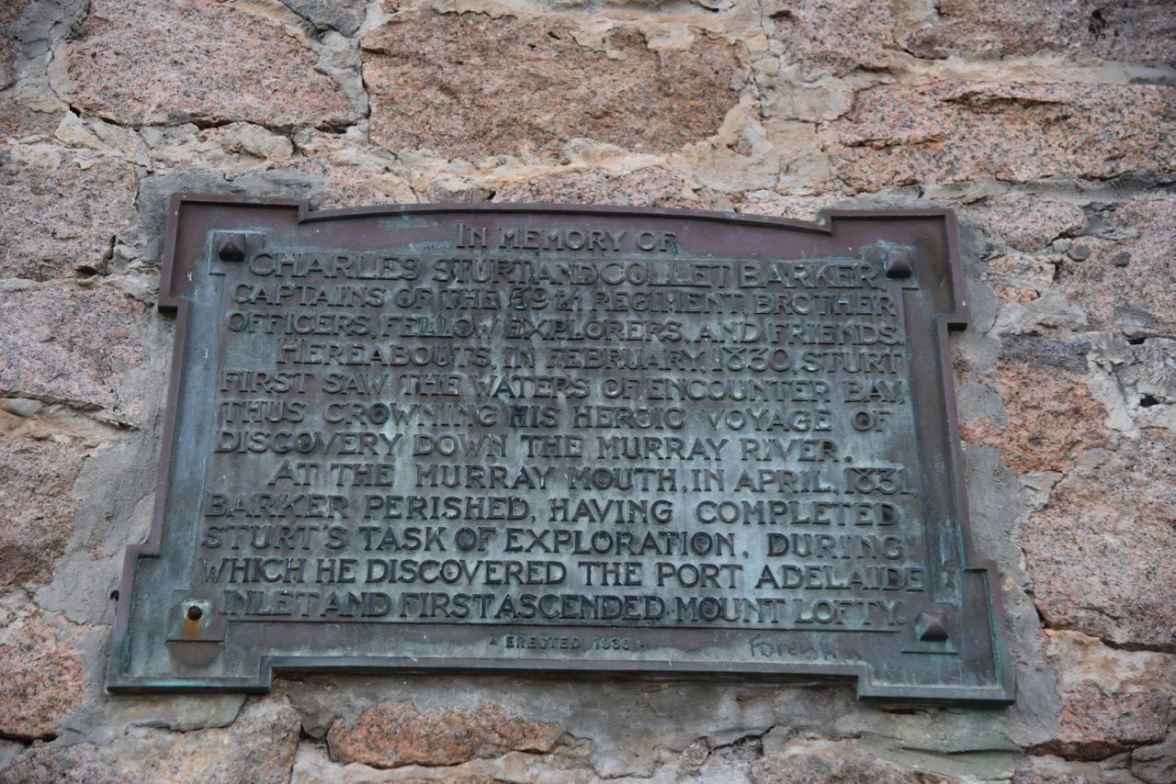 IN MEMORY OF
CHARLES STURT AND COLLET BARKER.
CAPTAINS OF THE 39TH REGIMENT BROTHER
OFFICERS, FELLOW EXPLORERS, AND FRIENDS.
HEREABOUTS, IN FEBRUARY, 1830, STURT
FIRST SAW THE WATERS OF ENCOUNTER BAY,
THUS CROWNING HIS HEROIC VOYAGE OF
DISCOVERY DOWN THE MURRAY RIVER.
AT THE MURRAY MOUTH, IN APRIL, 1831,
BARKER PERISHED, HAVING COMPLETED
STURT'S TASK OF EXPLORATION, DURING
WHICH HE DISCOVERED THE PORT ADELAIDE
INLET AND FIRST ASCENDED MOUNT LOFTY.
ERECTED 1930